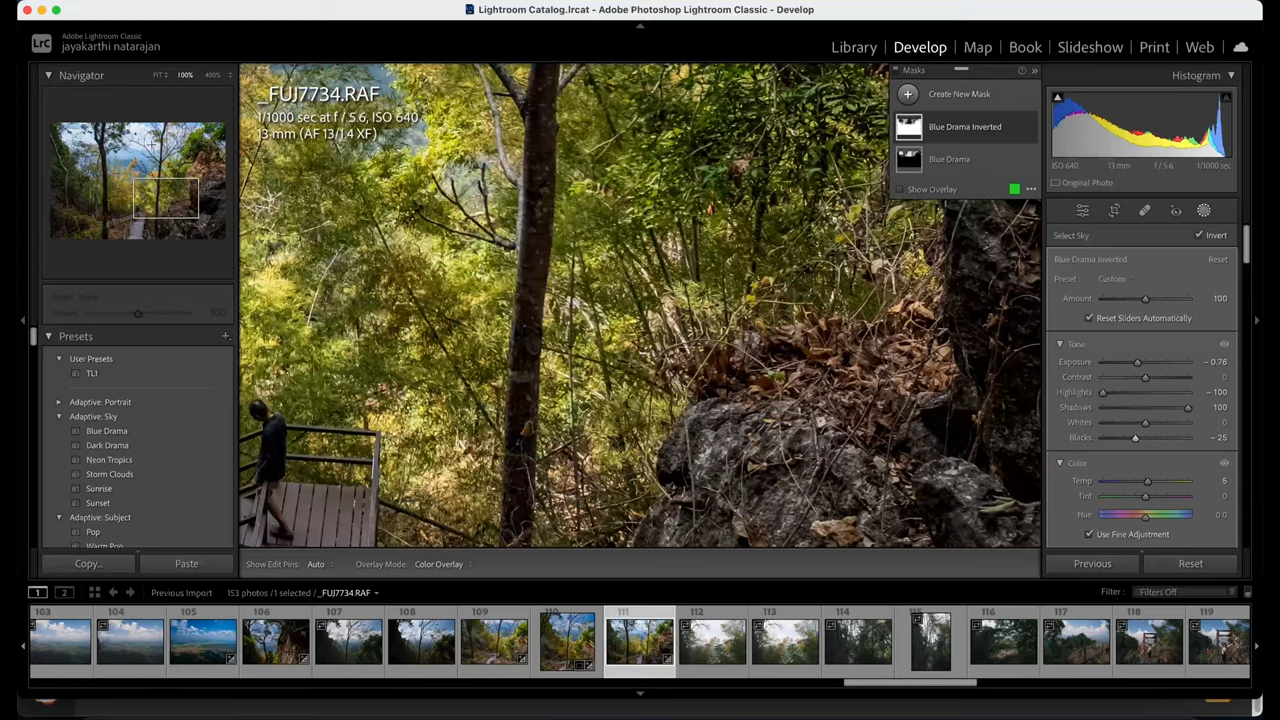 Lightroom Catalog.lrcat - Adobe Photoshop Lightroom Classic - Develop
LrC
Adobe Lightroom Classic
jayakarthi natarajan
Library
Develop
Map
Book
Slideshow
Print
Web
Navigator
FIT
100%
400%
Preset: None
Amount
100
Presets
User Presets
TL1
Adaptive: Portrait
Adaptive: Sky
Blue Drama
Dark Drama
Neon Tropics
Storm Clouds
Sunrise
Sunset
Adaptive: Subject
Pop
Warm Pop
Copy...
Paste
_FUJ7734.RAF
1/1000 sec at f / 5.6, ISO 640
13 mm (AF 13/1.4 XF)
Masks
Create New Mask
Blue Drama Inverted
Blue Drama
Show Overlay
Show Edit Pins: Auto
Overlay Mode: Color Overlay
Histogram
ISO 640
13 mm
f / 5.6
1/1000 sec
Original Photo
Select Sky
Invert
Blue Drama Inverted
Reset
Preset: Custom
Amount
100
Reset Sliders Automatically
Tone
Exposure
– 0.76
Contrast
0
Highlights
– 100
Shadows
100
Whites
0
Blacks
– 25
Color
Temp
5
Tint
0
Hue
0.0
Use Fine Adjustment
Previous
Reset
1
2
Previous Import
153 photos / 1 selected / _FUJ7734.RAF
Filter :
Filters Off
103
104
105
106
107
108
109
110
111
112
113
114
115
116
117
118
119